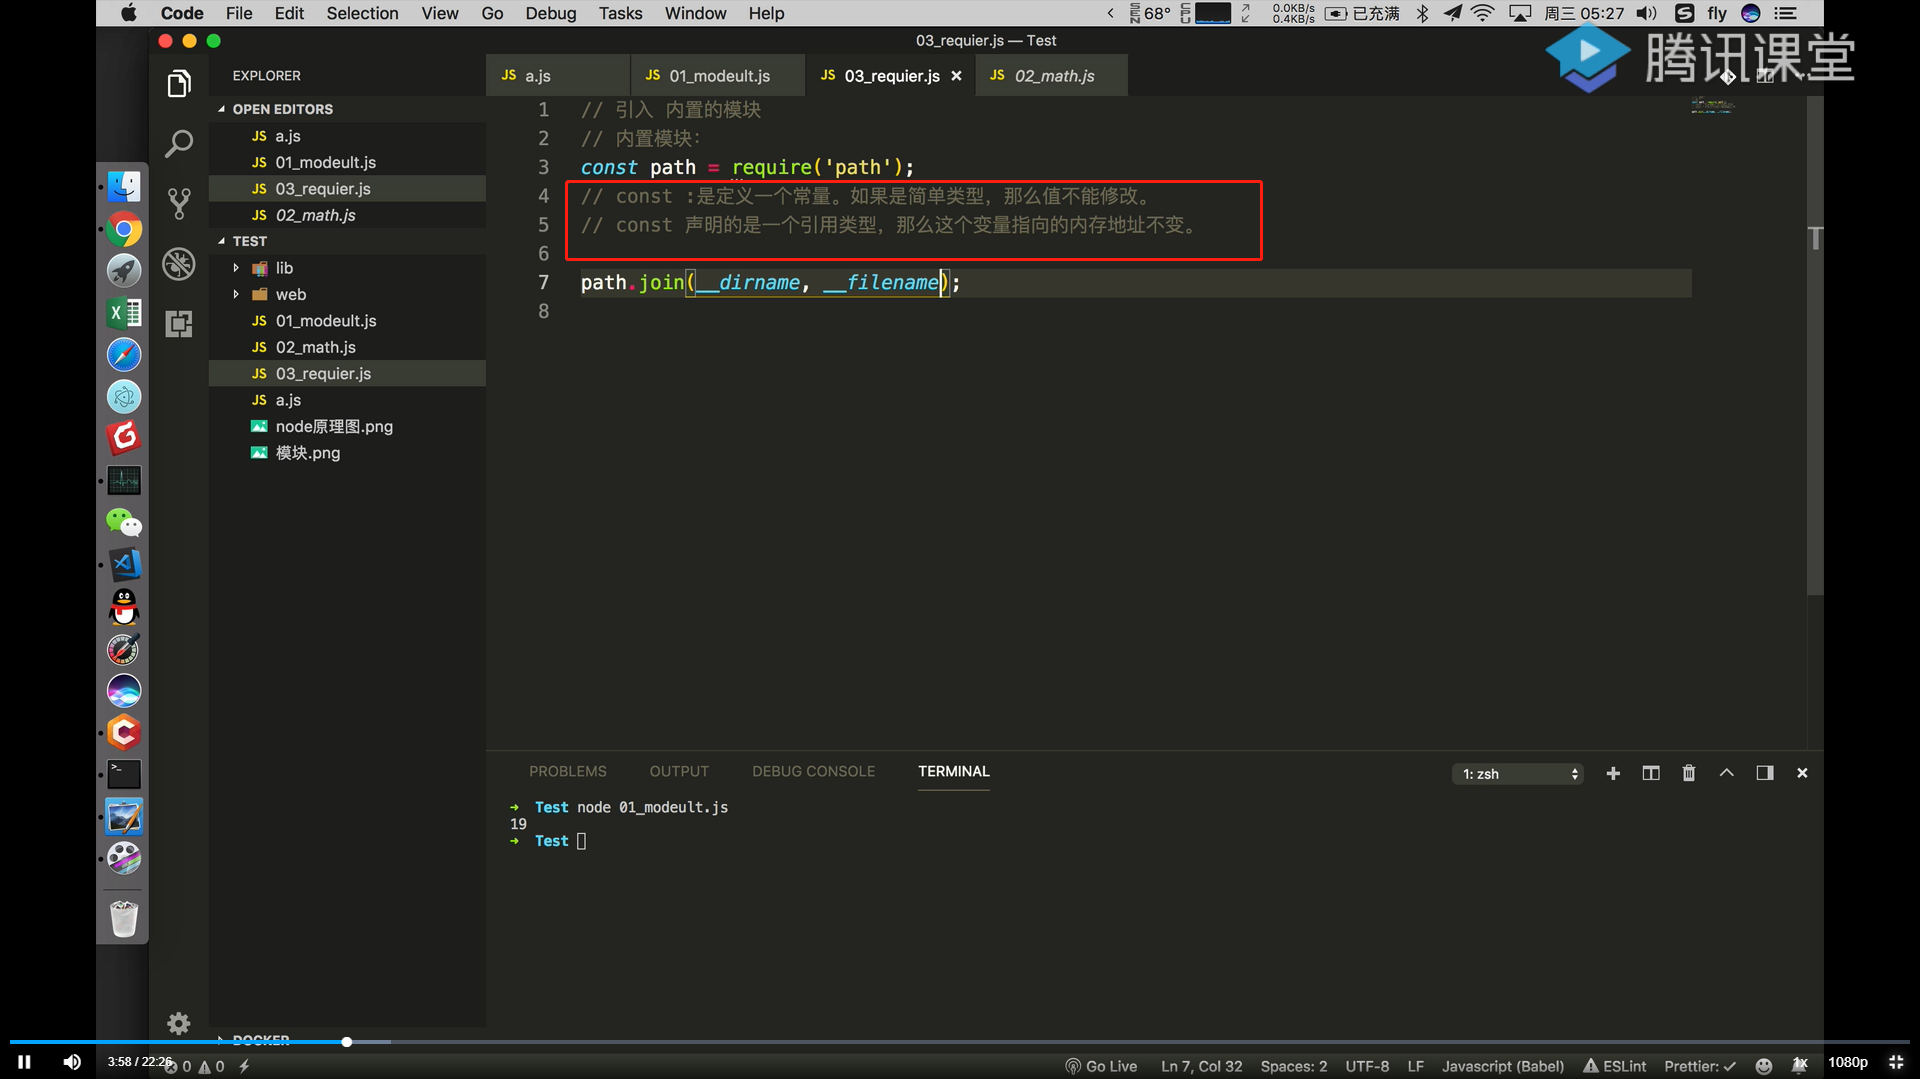 Code File Edit Selection View Go Debug Tasks Window Help
SEN 68° CPU 0.0KB/s 0.4KB/s 已充满 周三 05:27 fly
03_requier.js — Test
腾讯课堂
EXPLORER
OPEN EDITORS
JS a.js
JS 01_modeult.js
JS 03_requier.js
JS 02_math.js
TEST
lib
web
JS 01_modeult.js
JS 02_math.js
JS 03_requier.js
JS a.js
node原理图.png
模块.png
DOCKER
JS a.js JS 01_modeult.js JS 03_requier.js × JS 02_math.js
1 // 引入 内置的模块
2 // 内置模块：
3 const path = require('path');
4 // const :是定义一个常量。如果是简单类型，那么值不能修改。
5 // const 声明的是一个引用类型，那么这个变量指向的内存地址不变。
6
7 path.join(__dirname, __filename);
8
T
PROBLEMS OUTPUT DEBUG CONSOLE TERMINAL
1: zsh
➜ Test node 01_modeult.js
19
➜ Test
3:58 / 22:26
0 0
Go Live Ln 7, Col 32 Spaces: 2 UTF-8 LF Javascript (Babel) ESLint Prettier: ✓
1x 1080p